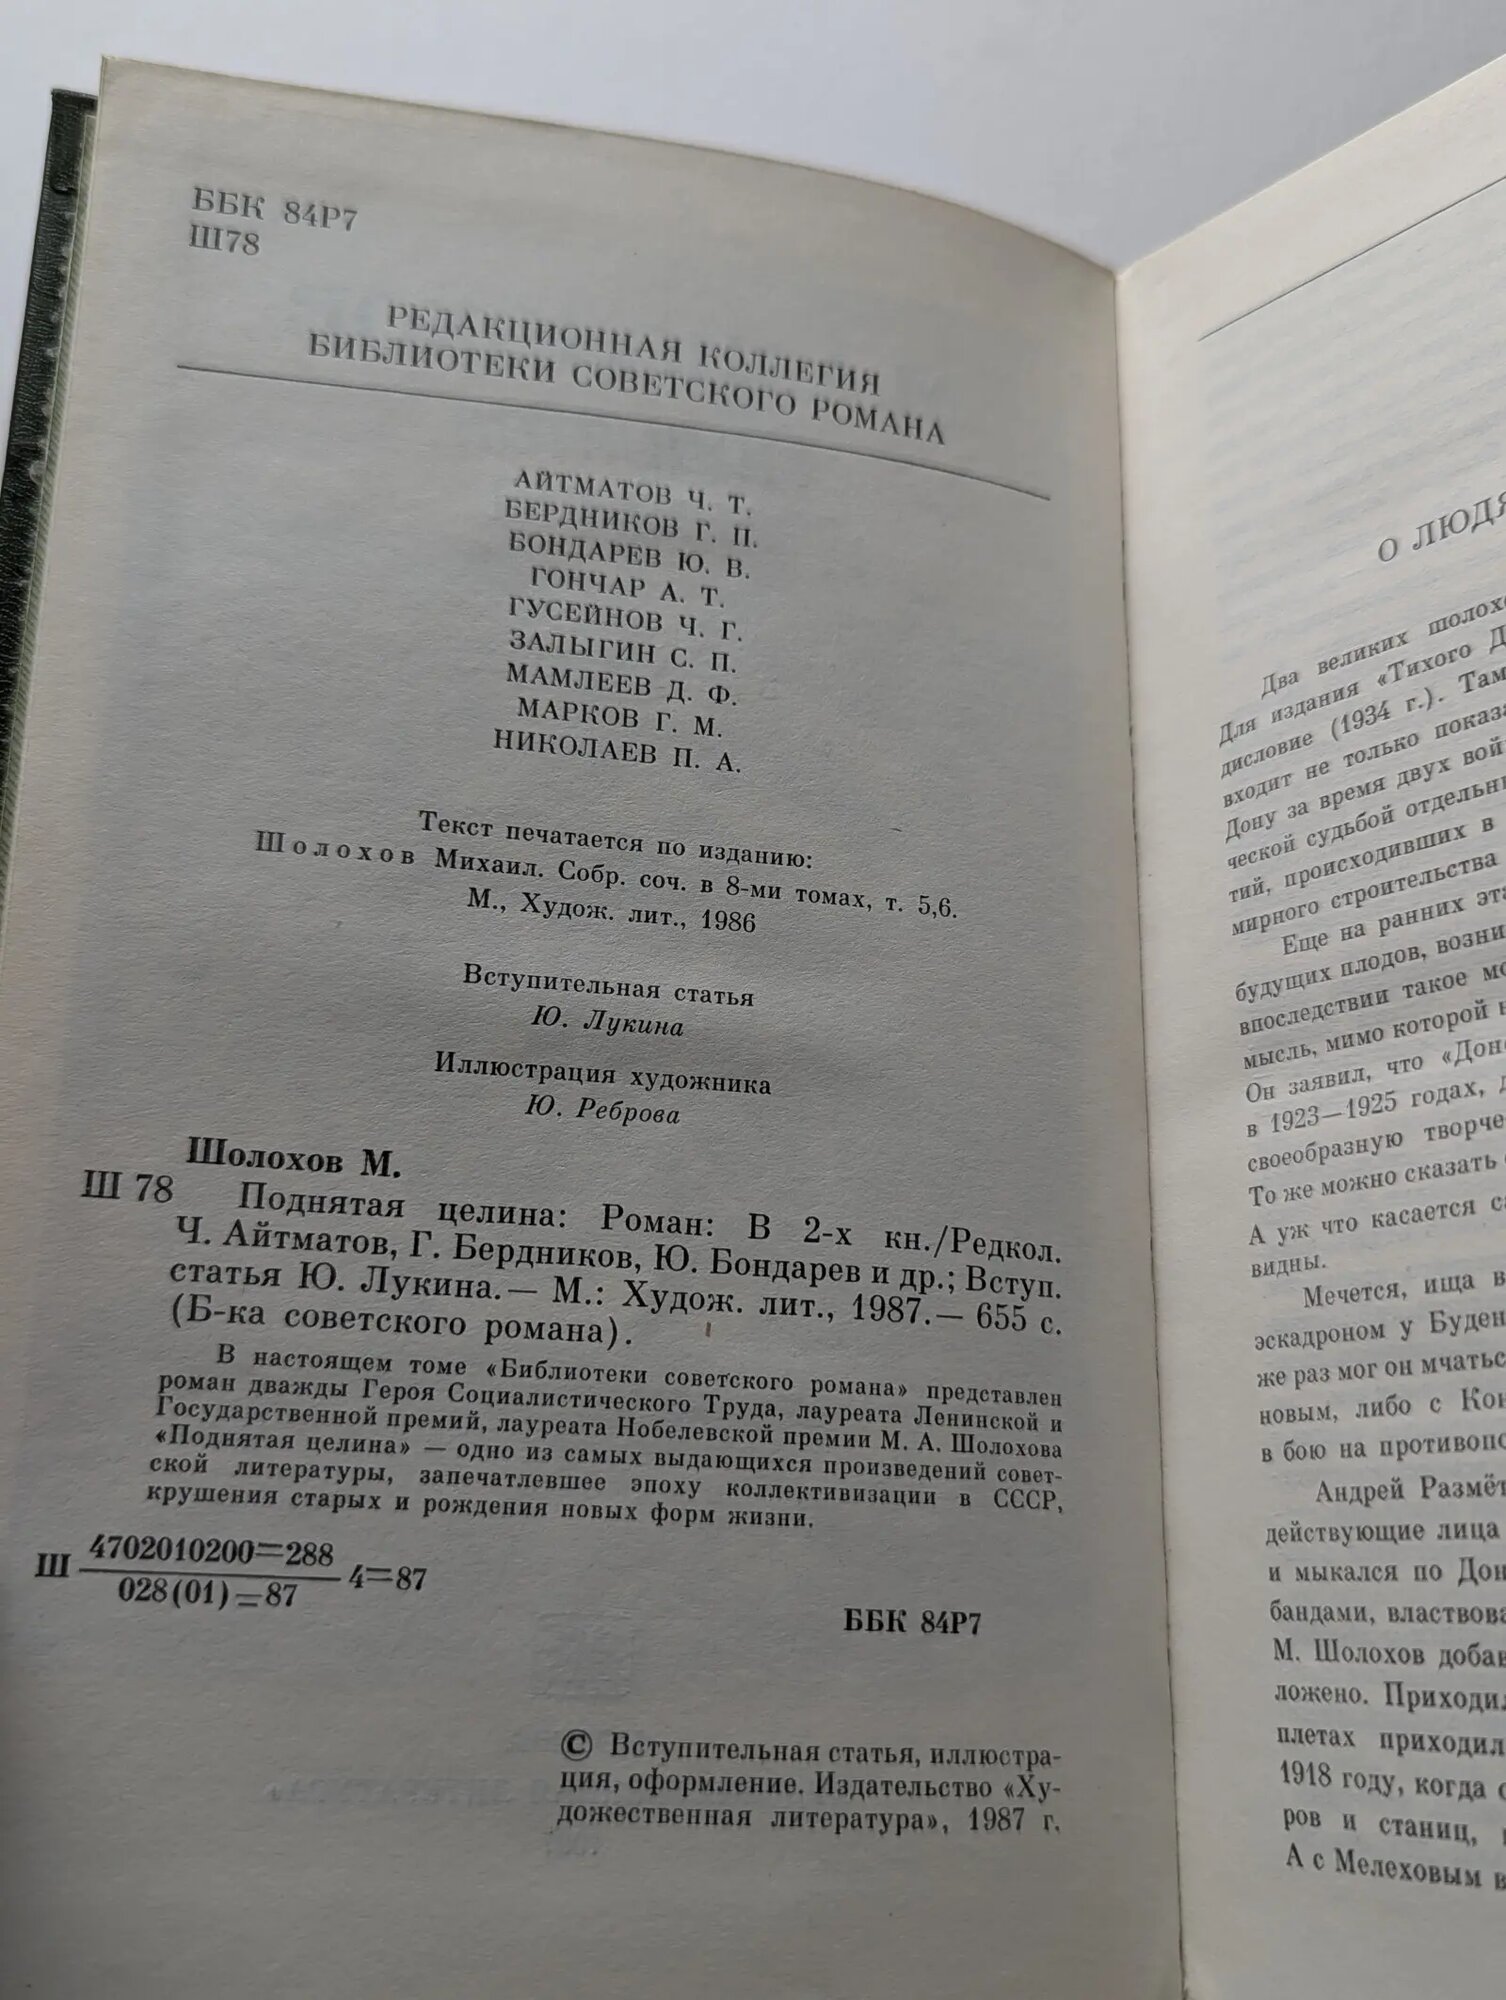 ББК 84Р7
Ш78
РЕДАКЦИОННАЯ КОЛЛЕГИЯ
БИБЛИОТЕКИ СОВЕТСКОГО РОМАНА
АЙТМАТОВ Ч. Т.
БЕРДНИКОВ Г. П.
БОНДАРЕВ Ю. В.
ГОНЧАР А. Т.
ГУСЕЙНОВ Ч. Г.
ЗАЛЫГИН С. П.
МАМЛЕЕВ Д. Ф.
МАРКОВ Г. М.
НИКОЛАЕВ П. А.
Текст печатается по изданию:
Шолохов Михаил. Собр. соч. в 8-ми томах, т. 5,6.
М., Худож. лит., 1986
Вступительная статья
Ю. Лукина
Иллюстрация художника
Ю. Реброва
Шолохов М.
Ш 78 Поднятая целина: Роман: В 2-х кн./Редкол.
Ч. Айтматов, Г. Бердников, Ю. Бондарев и др.; Вступ.
статья Ю. Лукина.— М.: Худож. лит., 1987.— 655 с.
(Б-ка советского романа).
В настоящем томе «Библиотеки советского романа» представлен
роман дважды Героя Социалистического Труда, лауреата Ленинской и
Государственной премий, лауреата Нобелевской премии М. А. Шолохова
«Поднятая целина» — одно из самых выдающихся произведений совет-
ской литературы, запечатлевшее эпоху коллективизации в СССР,
крушения старых и рождения новых форм жизни.
Ш 4702010200=288
028(01)=87 4=87
ББК 84Р7
© Вступительная статья, иллюстра-
ция, оформление. Издательство «Ху-
дожественная литература», 1987 г.
О ЛЮДЯ
Два великих шолохо
Для издания «Тихого Д
дисловие (1934 г.). Там
входит не только показа
Дону за время двух вой
ческой судьбой отдельн
тий, происходивших в
мирного строительства
Еще на ранних эта
будущих плодов, возни
впоследствии такое мо
мысль, мимо которой н
Он заявил, что «Дон
в 1923—1925 годах, 
своеобразную творче
То же можно сказать
А уж что касается са
видны.
Мечется, ища в
эскадроном у Буден
же раз мог он мчатьс
новым, либо с Кон
в бою на противопо
Андрей Размёт
действующие лица
и мыкался по Дон
бандами, властвова
М. Шолохов добав
ложено. Приходил
плетах приходил
1918 году, когда с
ров и станиц,
А с Мелеховым в